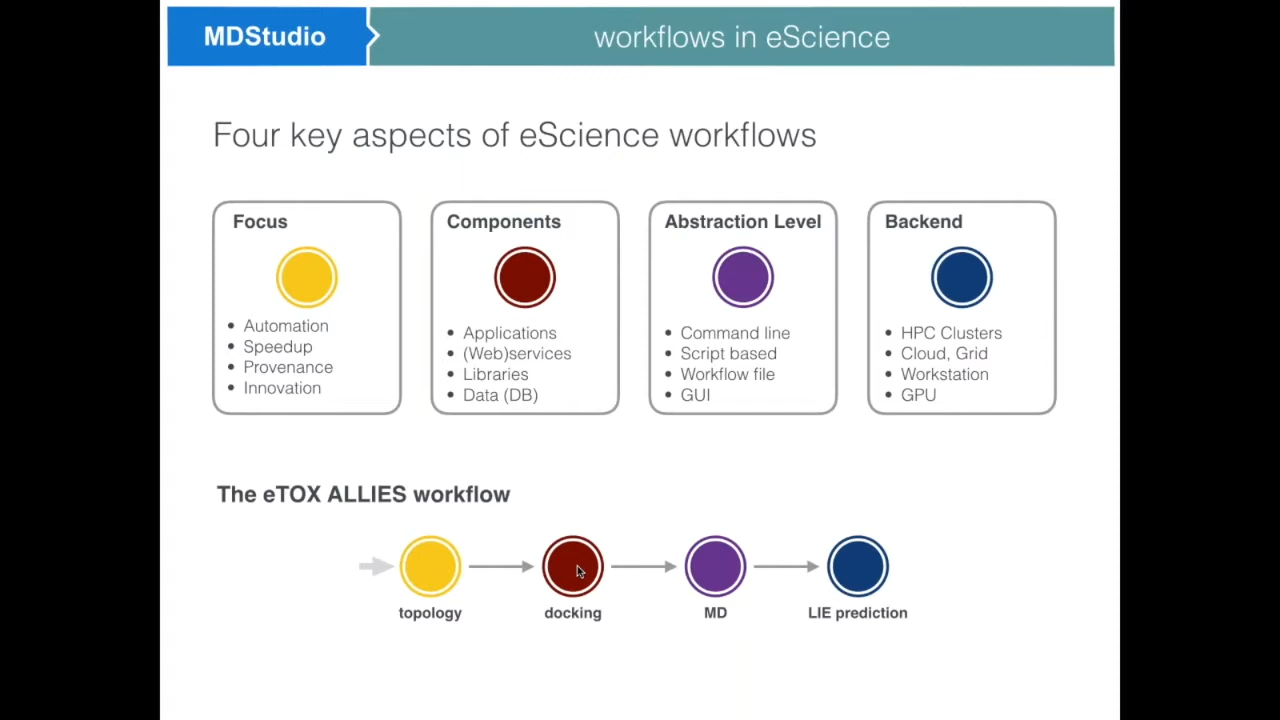 MDStudio
workflows in eScience
Four key aspects of eScience workflows
Focus
• Automation
• Speedup
• Provenance
• Innovation
Components
• Applications
• (Web)services
• Libraries
• Data (DB)
Abstraction Level
• Command line
• Script based
• Workflow file
• GUI
Backend
• HPC Clusters
• Cloud, Grid
• Workstation
• GPU
The eTOX ALLIES workflow
topology
docking
MD
LIE prediction